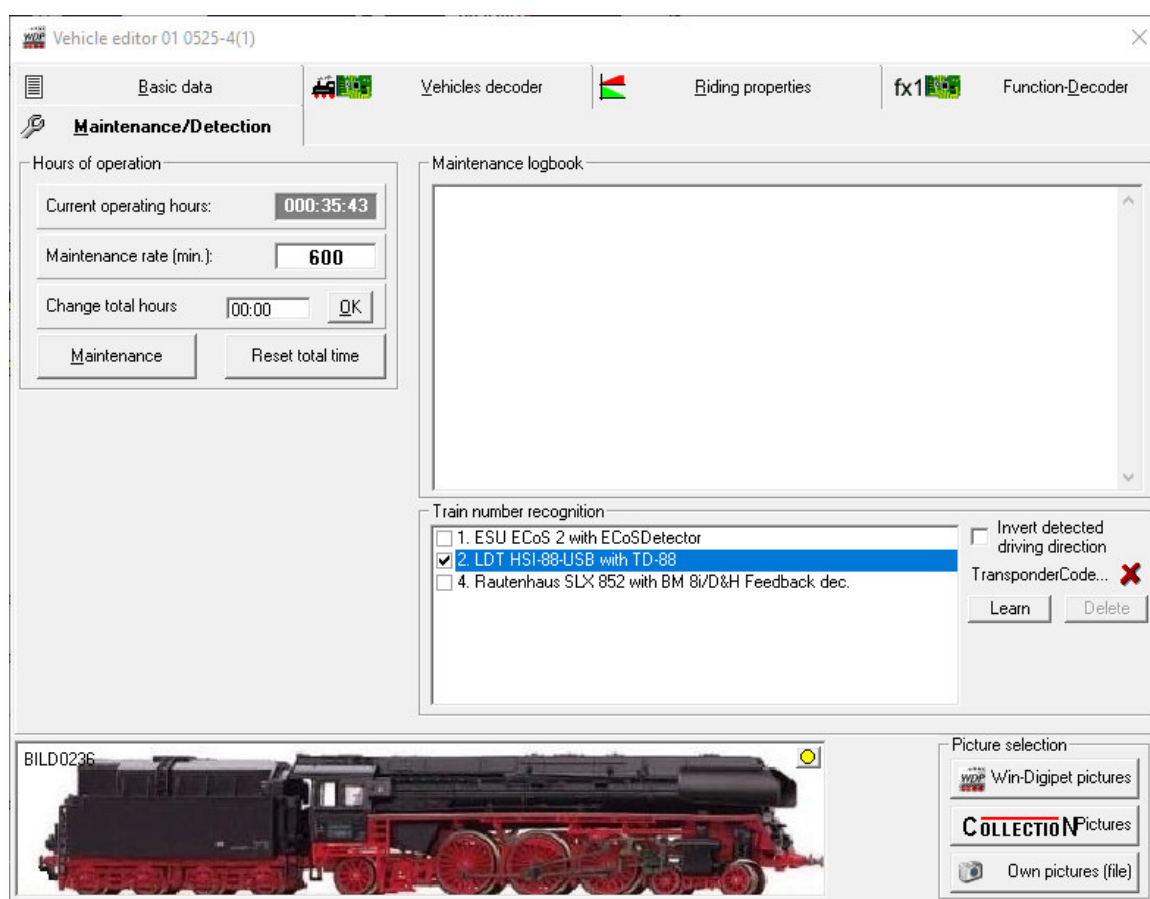 WDP Vehicle editor 01 0525-4(1)
Basic data
Vehicles decoder
Riding properties
fx1 Function-Decoder
Maintenance/Detection
Hours of operation
Current operating hours: 000:35:43
Maintenance rate (min.): 600
Change total hours 00:00 OK
Maintenance Reset total time
Maintenance logbook
Train number recognition
1. ESU ECoS 2 with ECoSDetector
2. LDT HSI-88-USB with TD-88
4. Rautenhaus SLX 852 with BM 8i/D&H Feedback dec.
Invert detected
driving direction
TransponderCode...
Learn Delete
BILD0236
Picture selection
WDP Win-Digipet pictures
COLLECTION Pictures
Own pictures (file)